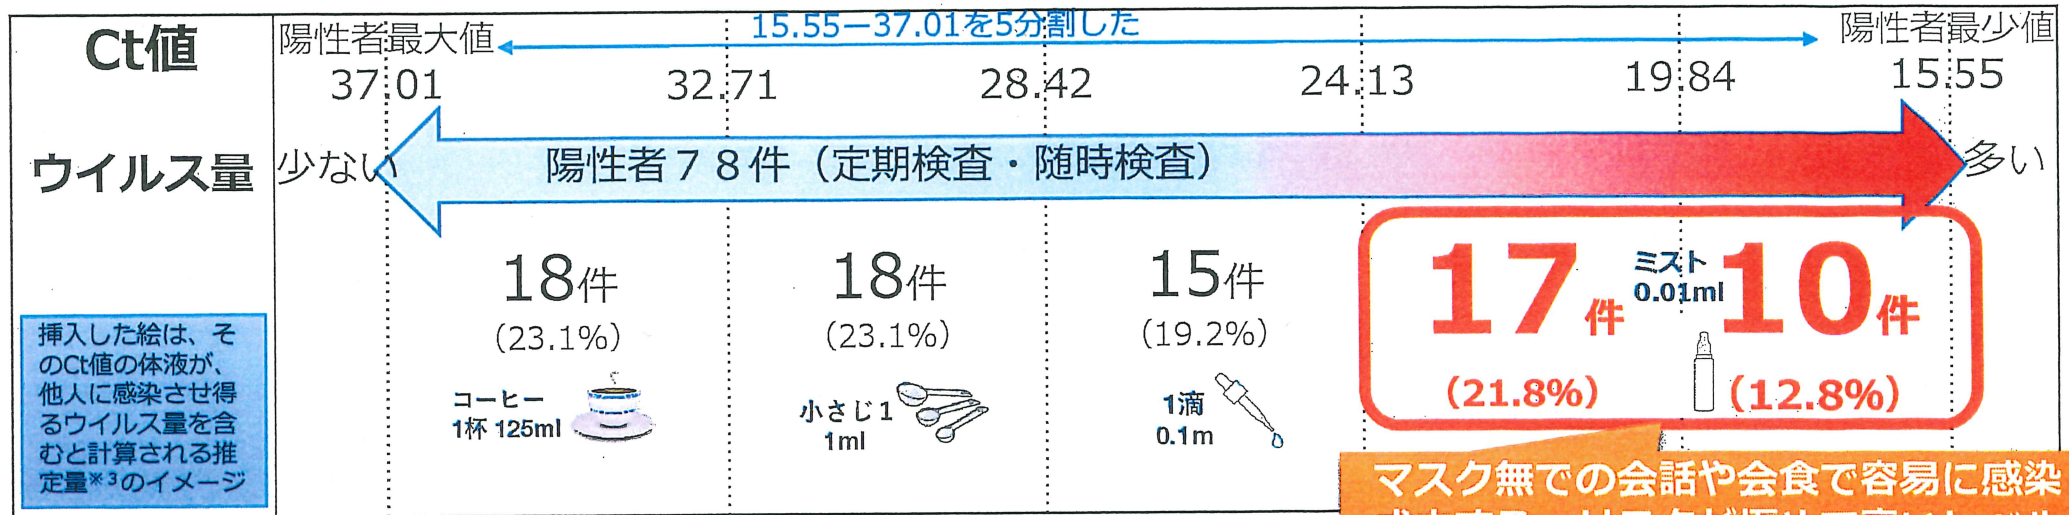 Ct値
陽性者最大値
15.55ー37.01を5分割した
陽性者最少値
37.01
32.71
28.42
24.13
19.84
15.55
ウイルス量
少ない
陽性者78件（定期検査・随時検査）
多い
18件
(23.1%)
コーヒー
1杯 125ml
18件
(23.1%)
小さじ1
1ml
15件
(19.2%)
1滴
0.1m
17件
(21.8%)
ミスト
0.01ml
10件
(12.8%)
挿入した絵は、そ
のCt値の体液が、
他人に感染させ得
るウイルス量を含
むと計算される推
定量※3のイメージ
マスク無での会話や会食で容易に感染